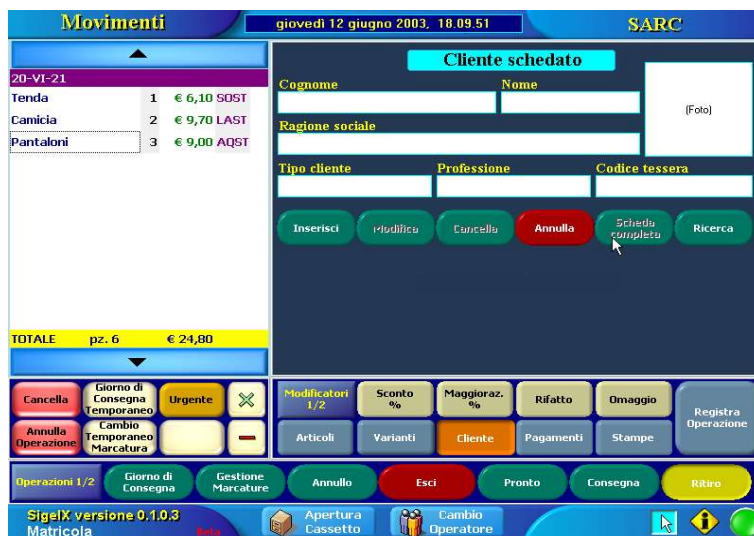 Movimenti
giovedì 12 giugno 2003, 18.09.51
SARC
20-VI-21
Tenda 1 € 6,10 SOST
Camicia 2 € 9,70 LAST
Pantaloni 3 € 9,00 AQST
TOTALE pz. 6 € 24,80
Cliente schedato
Cognome
Nome
(Foto)
Ragione sociale
Tipo cliente
Professione
Codice tessera
Inserisci
Modifica
Cancella
Annulla
Scheda
completa
Ricerca
Cancella
Giorno di
Consegna
Temporaneo
Urgente
Annulla
Operazione
Cambio
Temporaneo
Marcatura
Modificatori
1/2
Sconto
%
Maggioraz.
%
Rifatto
Omaggio
Registra
Operazione
Articoli
Varianti
Cliente
Pagamenti
Stampe
Operazioni 1/2
Giorno di
Consegna
Gestione
Marcature
Annullo
Esci
Pronto
Consegna
Ritiro
SigelX versione 0.1.0.3
Matricola
Beta
Apertura
Cassetto
Cambio
Operatore